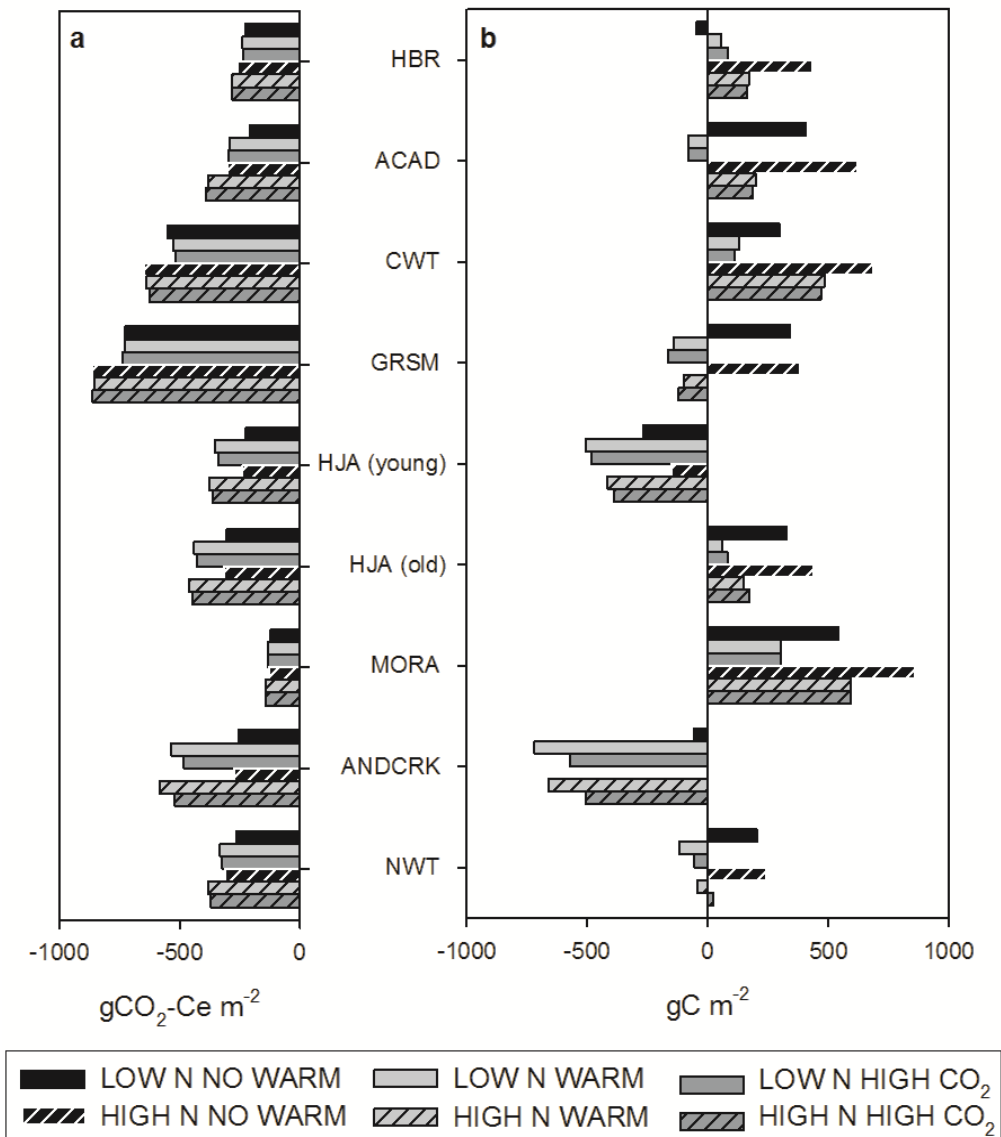 a
b
HBR
ACAD
CWT
GRSM
HJA (young)
HJA (old)
MORA
ANDCRK
NWT
-1000 -500 0
-1000 -500 0 500 1000
gCO₂-Ce m⁻²
gC m⁻²
LOW N NO WARM LOW N WARM LOW N HIGH CO₂
HIGH N NO WARM HIGH N WARM HIGH N HIGH CO₂